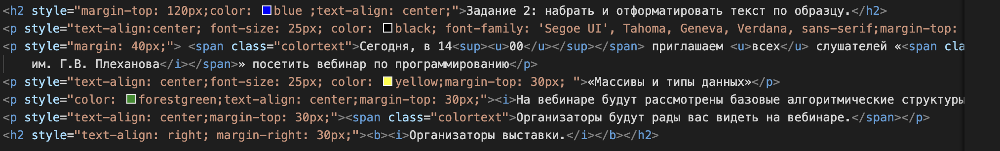 <h2 style="margin-top: 120px;color: blue ;text-align: center;">Задание 2: набрать и отформатировать текст по образцу.</h2>
<p style="text-align:center; font-size: 25px; color: black; font-family: 'Segoe UI', Tahoma, Geneva, Verdana, sans-serif;margin-top:
<p style="margin: 40px;"> <span class="colortext">Сегодня, в 14<sup><u>00</u></sup></span> приглашаем <u>всех</u> слушателей «<span cla
им. Г.В. Плеханова</i></span>» посетить вебинар по программированию</p>
<p style="text-align: center;font-size: 25px; color: yellow;margin-top: 30px; ">«Массивы и типы данных»</p>
<p style="color: forestgreen;text-align: center;margin-top: 30px;"><i>На вебинаре будут рассмотрены базовые алгоритмические структуры
<p style="text-align: center;margin-top: 30px;"><span class="colortext">Организаторы будут рады вас видеть на вебинаре.</span></p>
<h2 style="text-align: right; margin-right: 30px;"><b><i>Организаторы выставки.</i></b></h2>